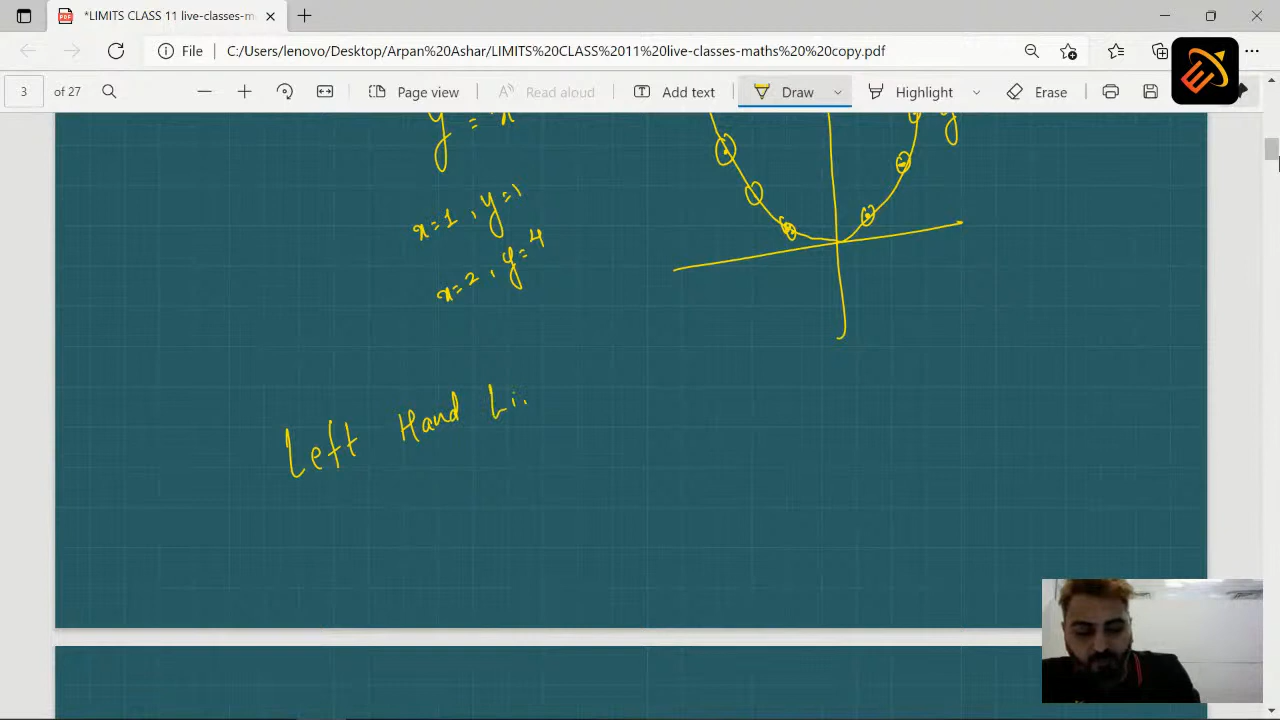 *LIMITS CLASS 11 live-classes-m
File C:/Users/lenovo/Desktop/Arpan%20Ashar/LIMITS%20CLASS%2011%20live-classes-maths%20%20copy.pdf
3 of 27 Page view Read aloud Add text Draw Highlight Erase
y = x
x=1, y=1
x=2, y=4
y
Left Hand Li